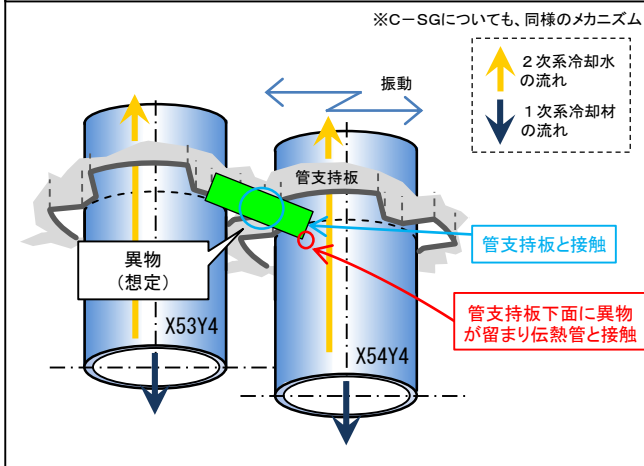 ※C－SGについても、同様のメカニズム
振動
２次系冷却水
の流れ
１次系冷却材
の流れ
管支持板
異物
（想定）
管支持板と接触
管支持板下面に異物
が留まり伝熱管と接触
X53Y4
X54Y4